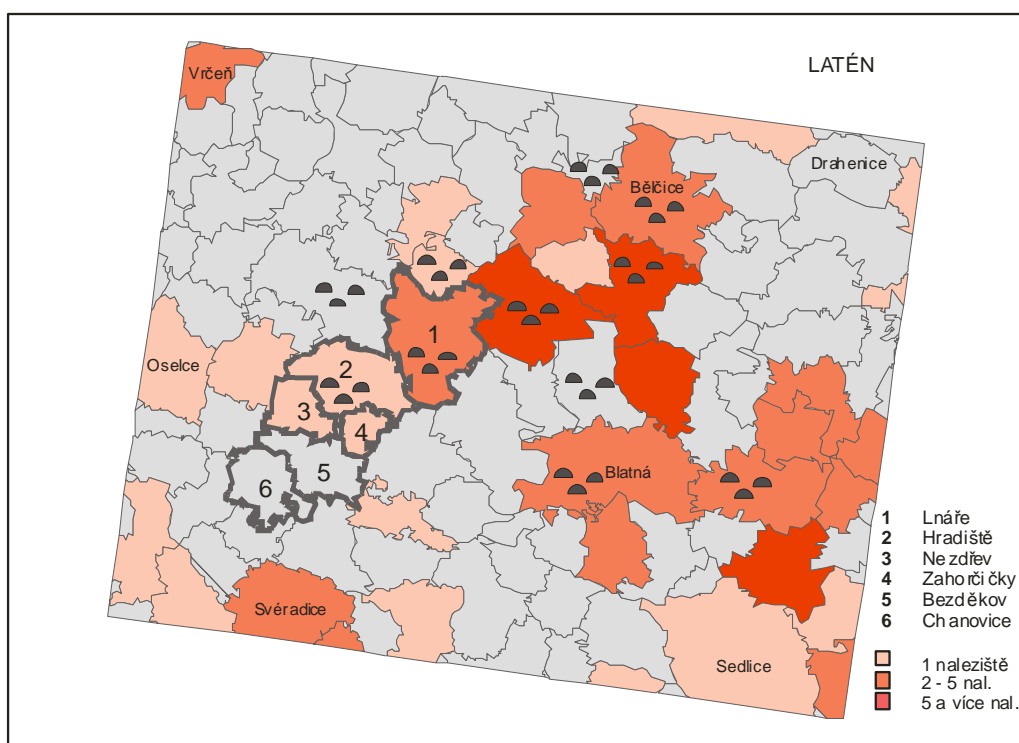 LATÉN
Vrčeň
Drahenice
Bělčice
1
Oselce
2
3
4
5
6
Blatná
Svéradice
Sedlice
1 Lnáře
2 Hradiště
3 Nezdřev
4 Zahorčičky
5 Bezděkov
6 Chanovice
1 naleziště
2 - 5 nal.
5 a více nal.